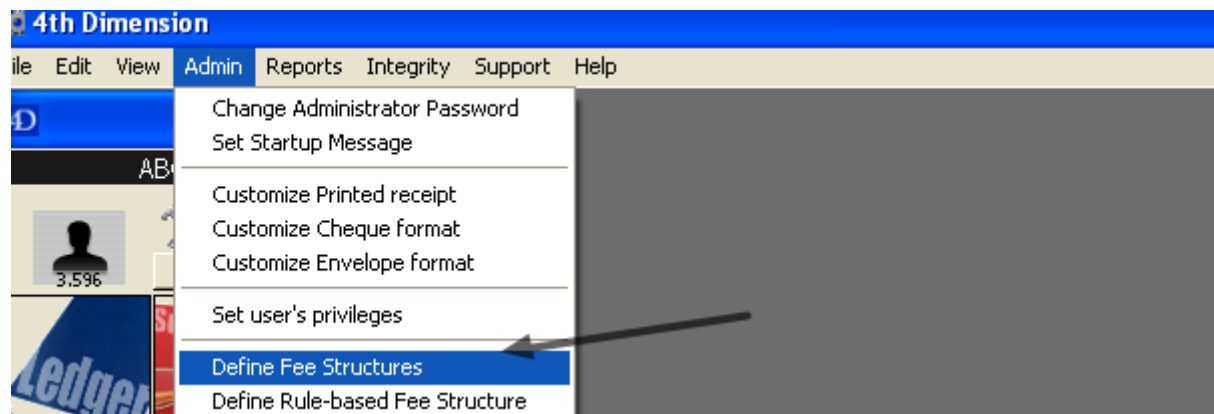 4th Dimension
ile Edit View Admin Reports Integrity Support Help
4D
Change Administrator Password
Set Startup Message
AB
Customize Printed receipt
Customize Cheque format
Customize Envelope format
3.596
Set user's privileges
Ledger
Define Fee Structures
Define Rule-based Fee Structure